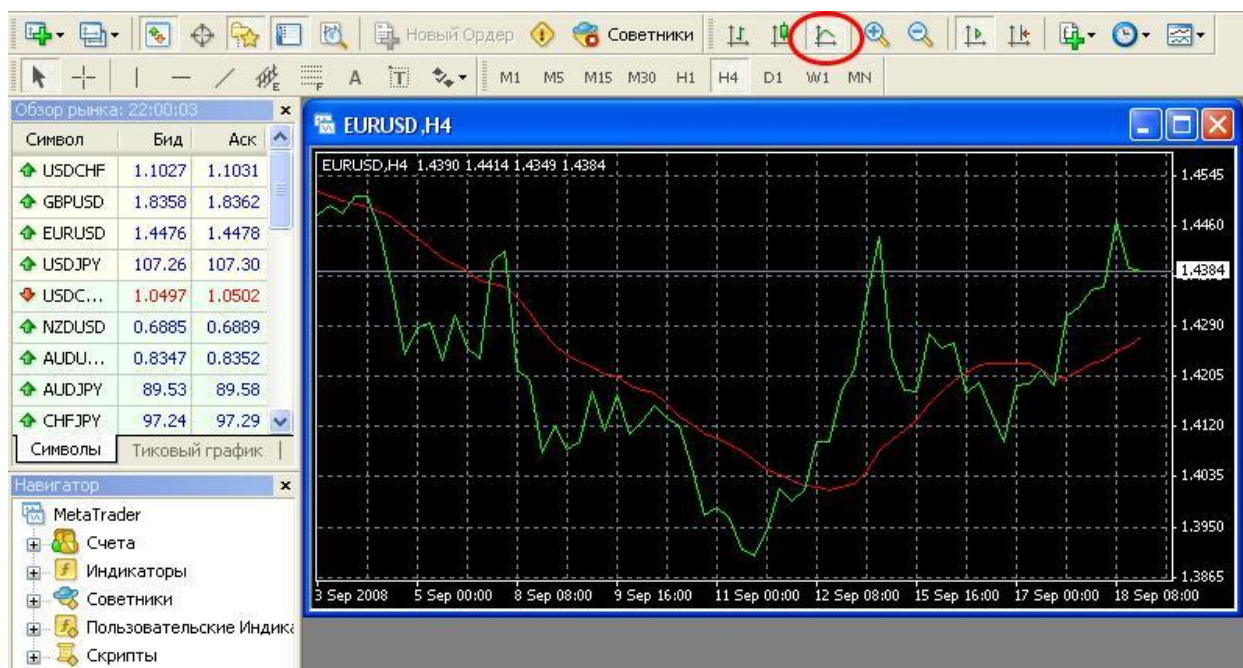 Новый Ордер Советники
E F A T M1 M5 M15 M30 H1 H4 D1 W1 MN
Обзор рынка: 22:00:03
Символ Бид Аск
USDCHF 1.1027 1.1031
GBPUSD 1.8358 1.8362
EURUSD 1.4476 1.4478
USDJPY 107.26 107.30
USDC... 1.0497 1.0502
NZDUSD 0.6885 0.6889
AUDU... 0.8347 0.8352
AUDJPY 89.53 89.58
CHFJPY 97.24 97.29
Символы Тиковый график
Навигатор
MetaTrader
Счета
Индикаторы
Советники
Пользовательские Индика
Скрипты
EURUSD,H4
EURUSD,H4 1.4390 1.4414 1.4349 1.4384
1.4545
1.4460
1.4384
1.4290
1.4205
1.4120
1.4035
1.3950
1.3865
3 Sep 2008 5 Sep 00:00 8 Sep 08:00 9 Sep 16:00 11 Sep 00:00 12 Sep 08:00 15 Sep 16:00 17 Sep 00:00 18 Sep 08:00